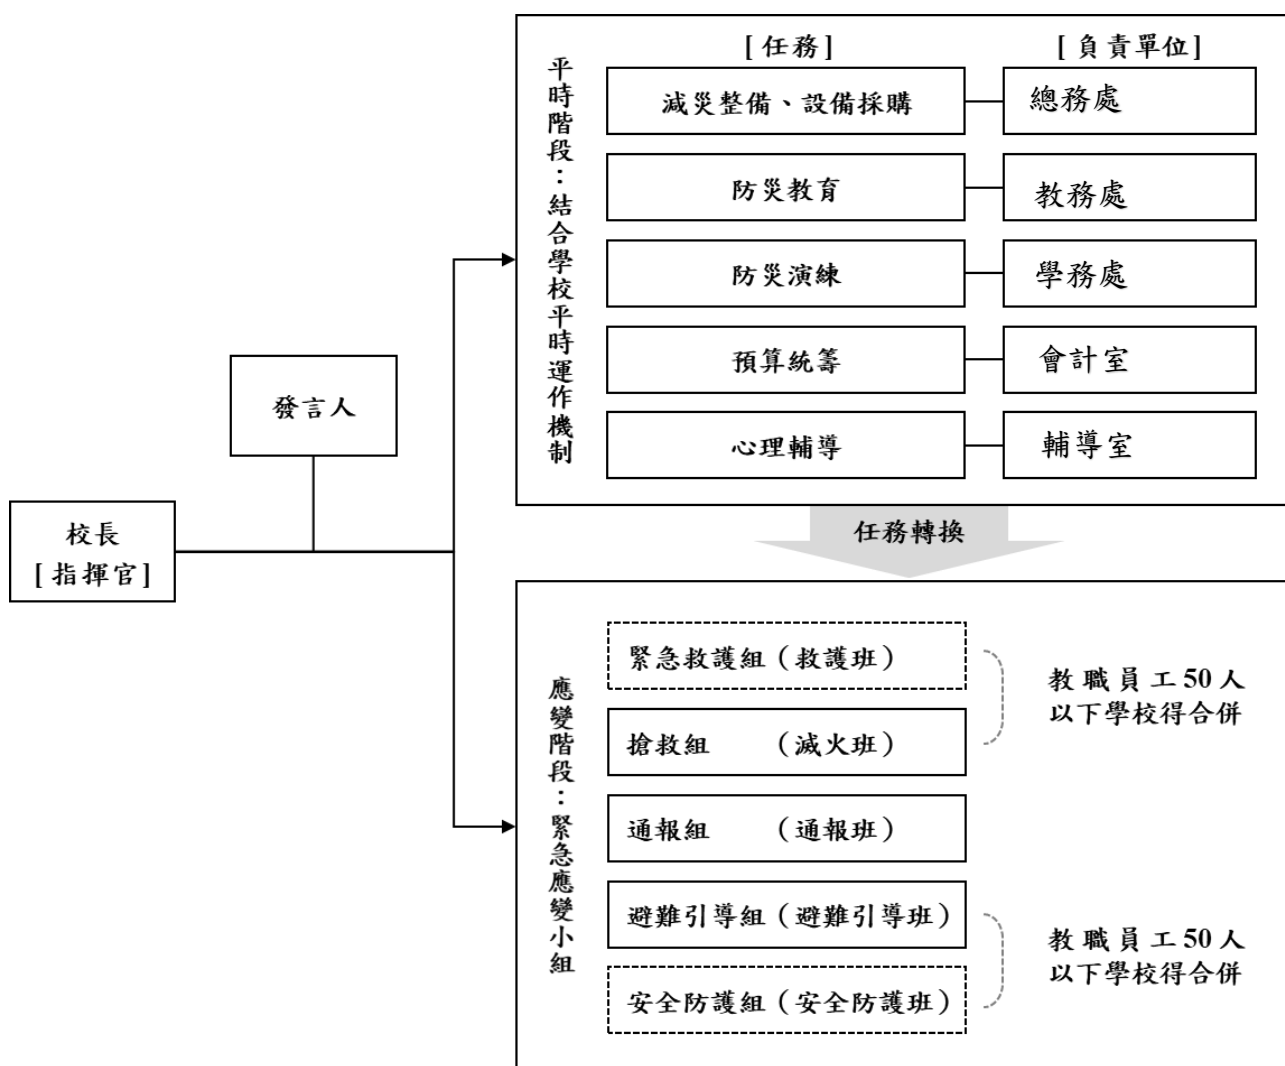 校長
[指揮官]
發言人
平時階段：結合學校平時運作機制
[任務]
[負責單位]
減災整備、設備採購
總務處
防災教育
教務處
防災演練
學務處
預算統籌
會計室
心理輔導
輔導室
任務轉換
應變階段：緊急應變小組
緊急救護組（救護班）
搶救組　　（滅火班）
教職員工50人
以下學校得合併
通報組　　（通報班）
避難引導組（避難引導班）
安全防護組（安全防護班）
教職員工50人
以下學校得合併